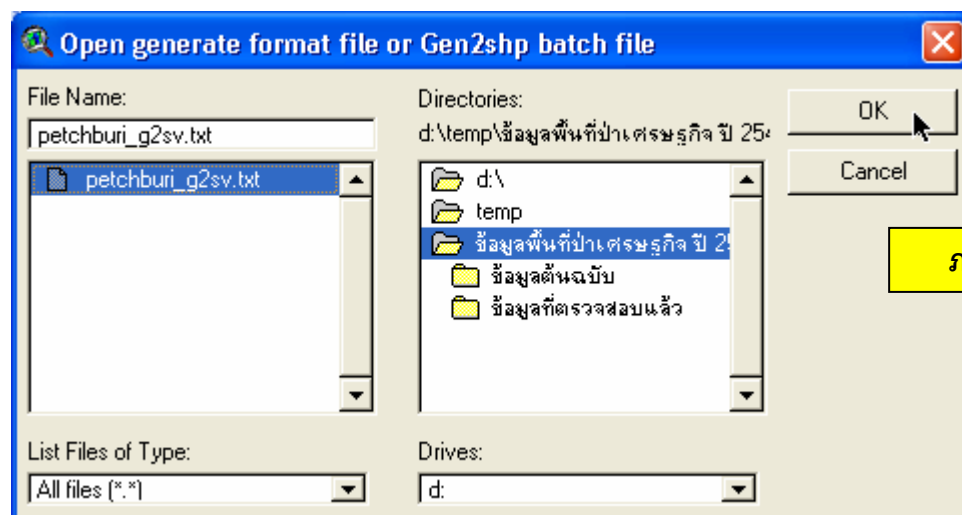 Open generate format file or Gen2shp batch file
File Name:
petchburi_g2sv.txt
petchburi_g2sv.txt
Directories:
d:\temp\ข้อมูลพื้นที่ป่าเศรษฐกิจ ปี 254
d:\
temp
ข้อมูลพื้นที่ป่าเศรษฐกิจ ปี 25
ข้อมูลต้นฉบับ
ข้อมูลที่ตรวจสอบแล้ว
OK
Cancel
List Files of Type:
All files (*.*)
Drives:
d: